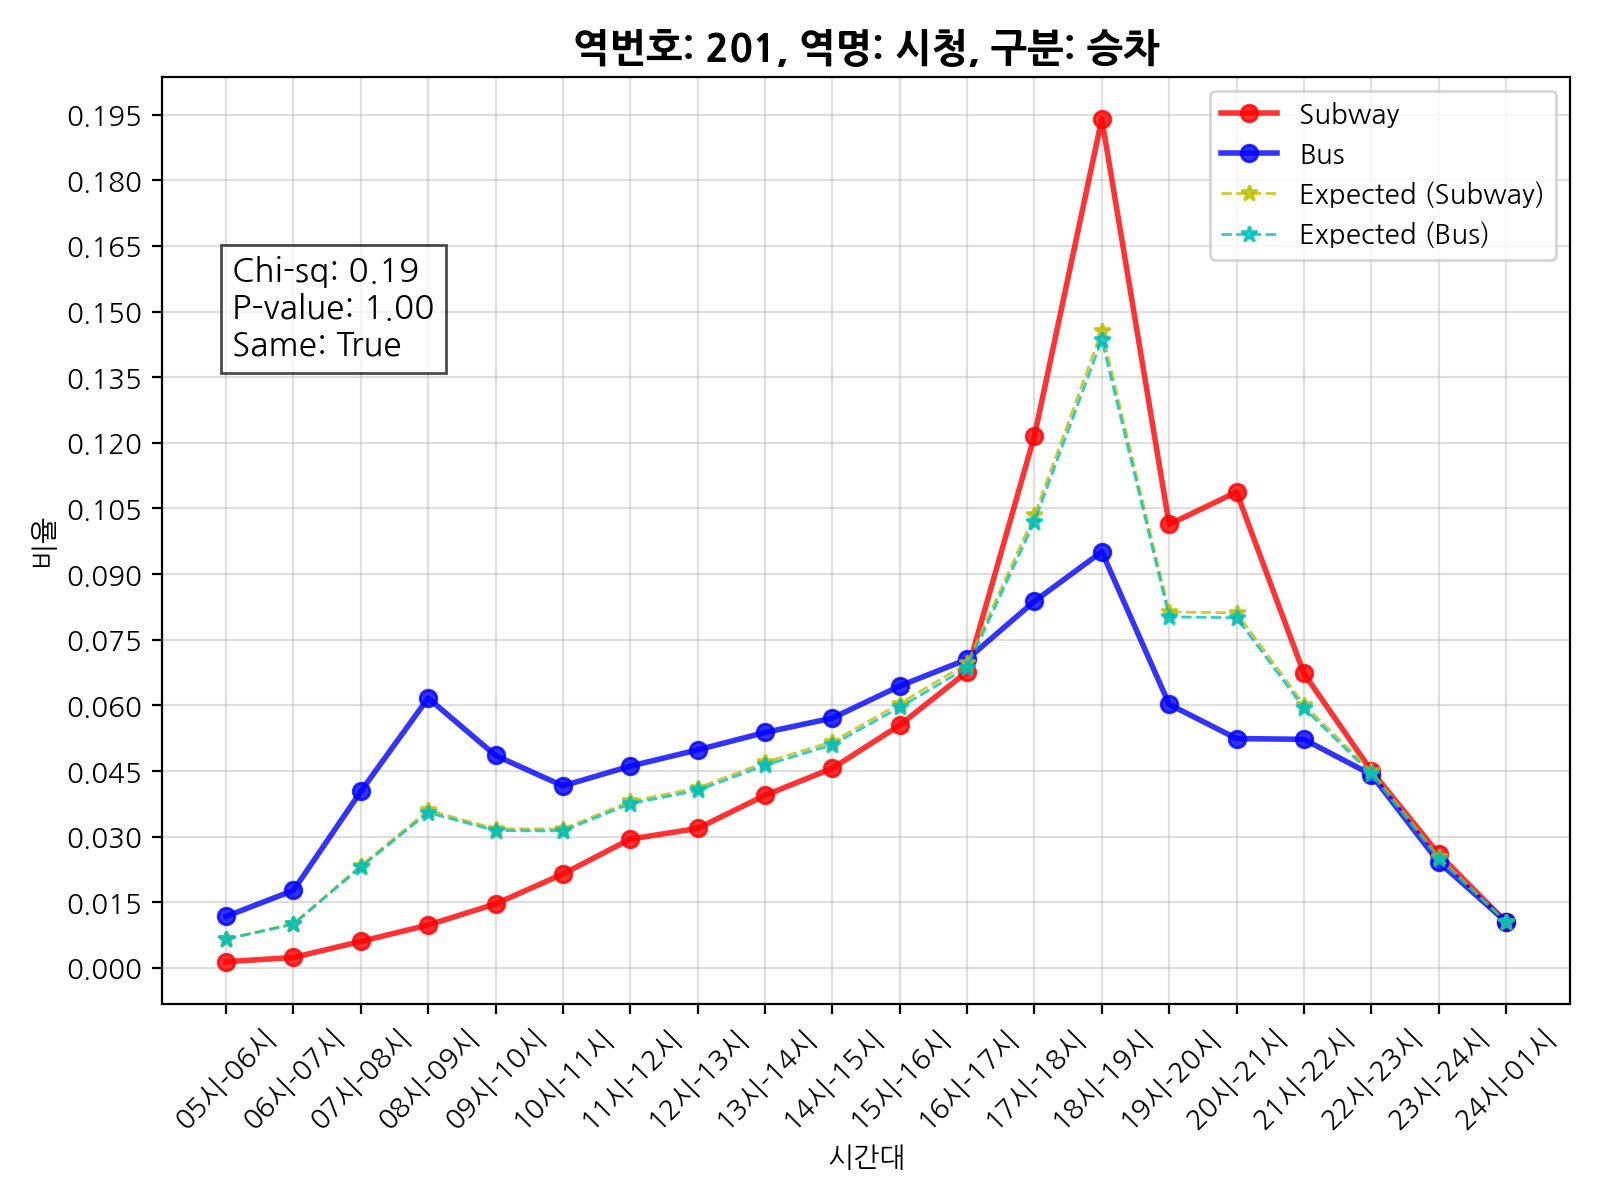 역번호: 201, 역명: 시청, 구분: 승차
Subway
Bus
Expected (Subway)
Expected (Bus)
Chi-sq: 0.19
P-value: 1.00
Same: True
비율
0.195
0.180
0.165
0.150
0.135
0.120
0.105
0.090
0.075
0.060
0.045
0.030
0.015
0.000
05시-06시
06시-07시
07시-08시
08시-09시
09시-10시
10시-11시
11시-12시
12시-13시
13시-14시
14시-15시
15시-16시
16시-17시
17시-18시
18시-19시
19시-20시
20시-21시
21시-22시
22시-23시
23시-24시
24시-01시
시간대